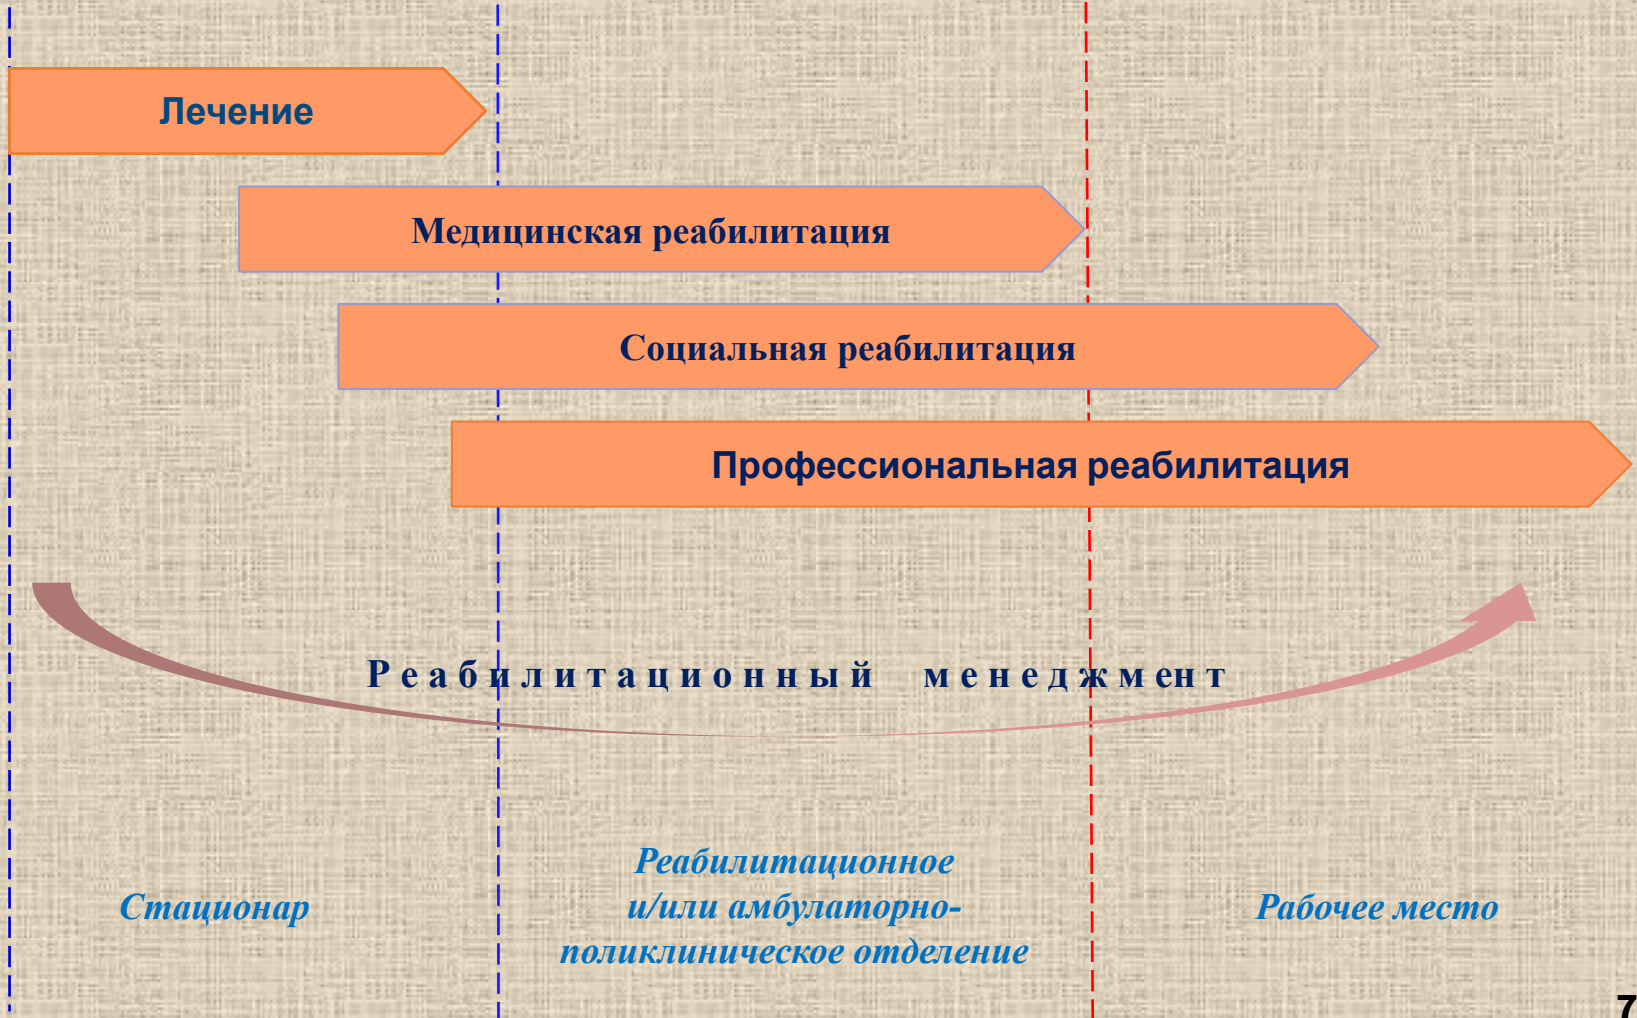 Лечение
Медицинская реабилитация
Социальная реабилитация
Профессиональная реабилитация
Реабилитационный менеджмент
Стационар
Реабилитационное
и/или амбулаторно-
поликлиническое отделение
Рабочее место
7